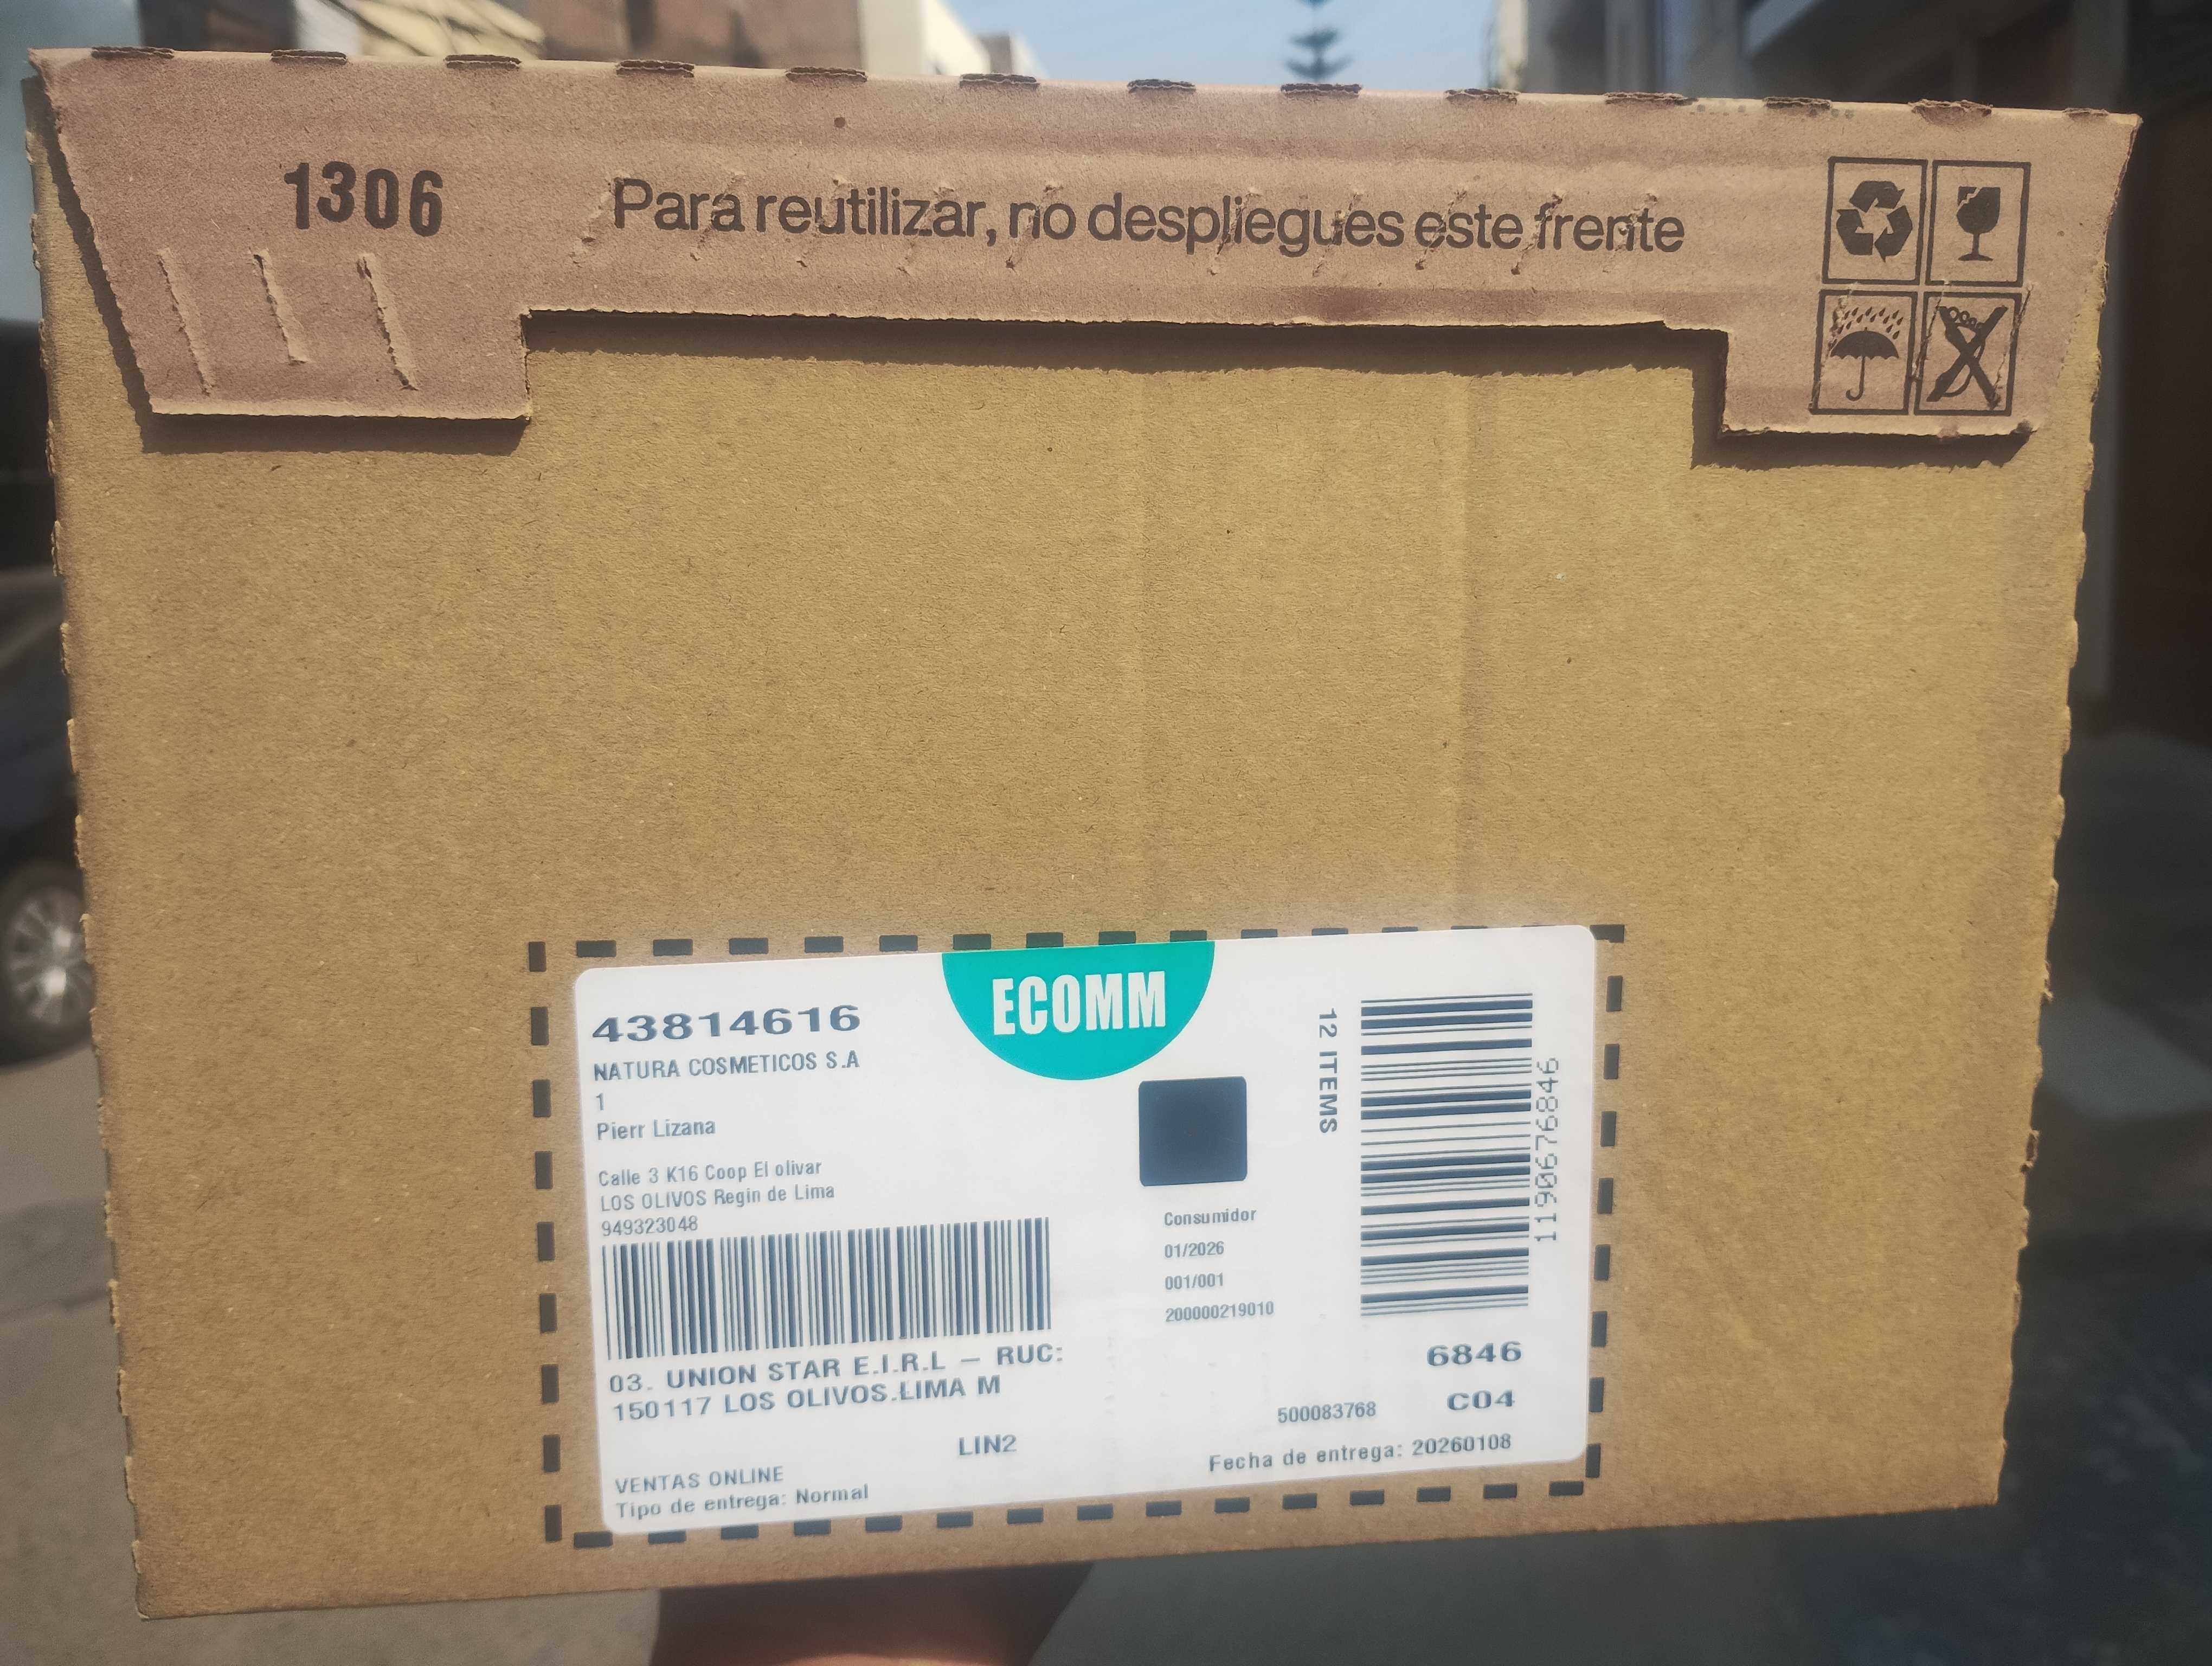 1306
Para reutilizar, no despliegues este frente
ECOMM
43814616
NATURA COSMETICOS S.A
1
Pierr Lizana
Calle 3 K16 Coop El olivar
LOS OLIVOS Regin de Lima
949323048
03. UNION STAR E.I.R.L – RUC:
150117 LOS OLIVOS.LIMA M
LIN2
VENTAS ONLINE
Tipo de entrega: Normal
Consumidor
01/2026
001/001
200000219010
12 ITEMS
1190676846
6846
C04
500083768
Fecha de entrega: 20260108